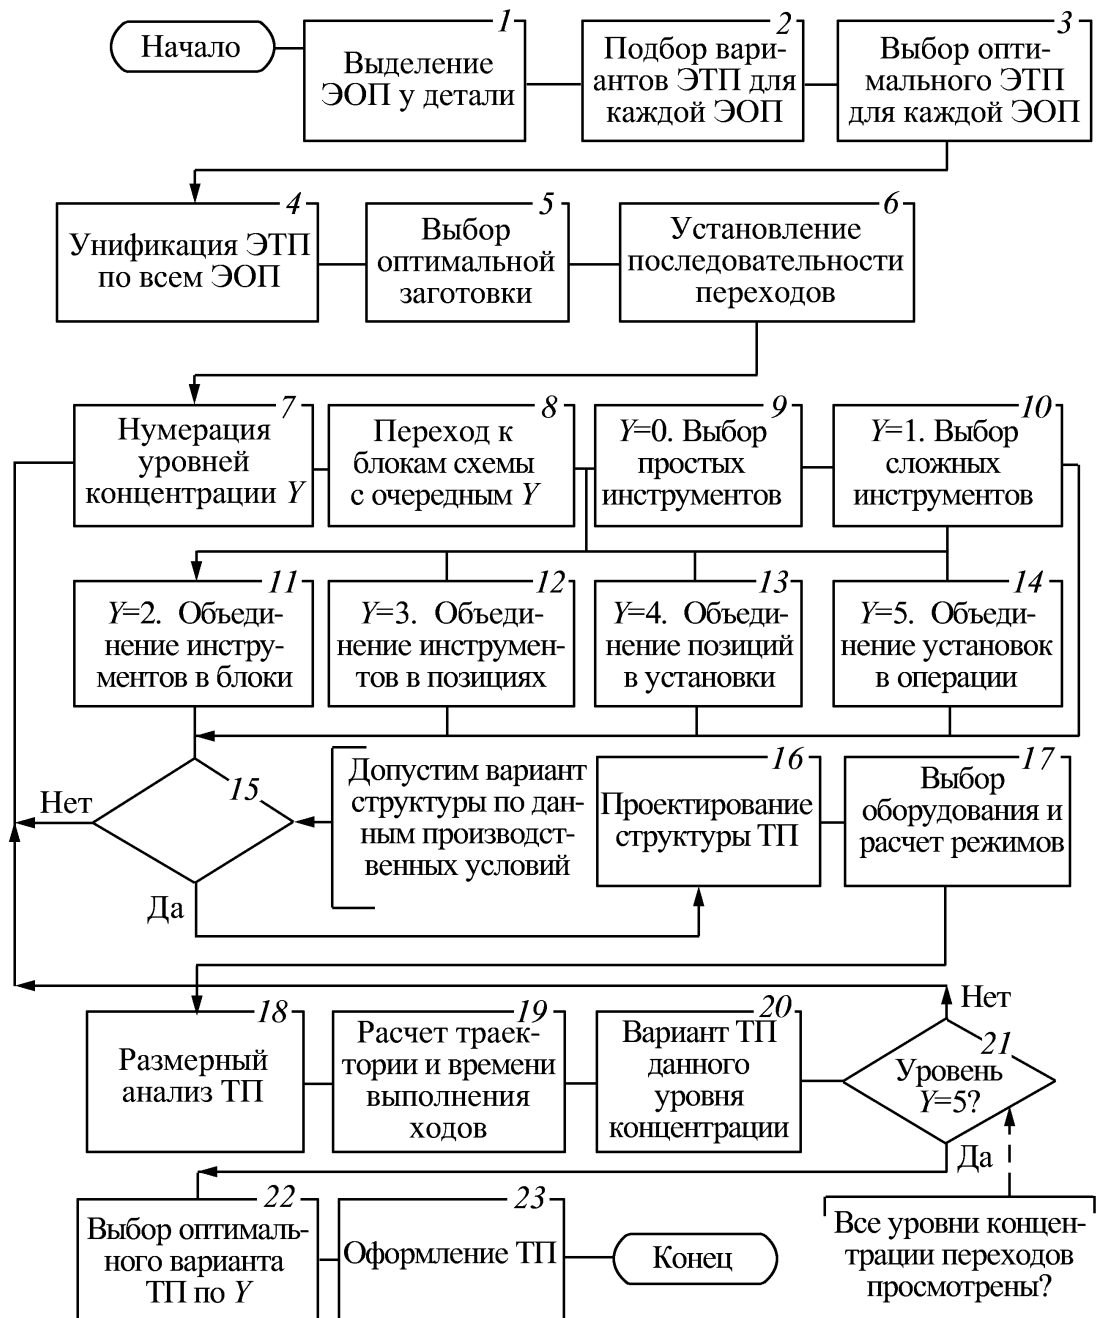 Начало
1
Выделение
ЭОП у детали
2
Подбор вари-
антов ЭТП для
каждой ЭОП
3
Выбор опти-
мального ЭТП
для каждой ЭОП
4
Унификация ЭТП
по всем ЭОП
5
Выбор
оптимальной
заготовки
6
Установление
последовательности
переходов
7
Нумерация
уровней
концентрации Y
8
Переход к
блокам схемы
с очередным Y
9
Y=0. Выбор
простых
инструментов
10
Y=1. Выбор
сложных
инструментов
11
Y=2. Объеди-
нение инстру-
ментов в блоки
12
Y=3. Объеди-
нение инструмен-
тов в позициях
13
Y=4. Объеди-
нение позиций
в установки
14
Y=5. Объеди-
нение установок
в операции
15
Нет
Да
Допустим вариант
структуры по дан-
ным производст-
венных условий
16
Проектирование
структуры ТП
17
Выбор
оборудования и
расчет режимов
18
Размерный
анализ ТП
19
Расчет траек-
тории и времени
выполнения
ходов
20
Вариант ТП
данного
уровня
концентрации
21
Уровень
Y=5?
Нет
Да
22
Выбор оптималь-
ного варианта
ТП по Y
23
Оформление ТП
Конец
Все уровни концен-
трации переходов
просмотрены?